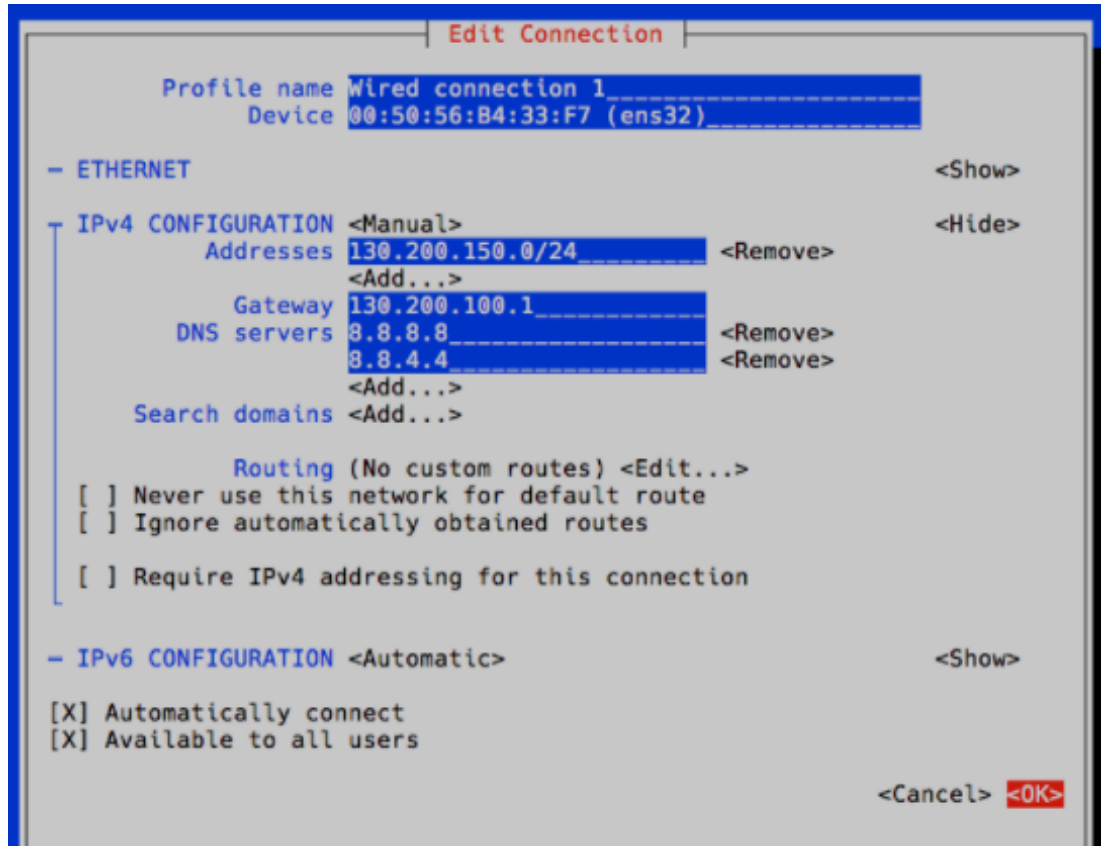 Edit Connection
Profile name Wired connection 1
Device 00:50:56:B4:33:F7 (ens32)
- ETHERNET <Show>
IPv4 CONFIGURATION <Manual> <Hide>
Addresses 130.200.150.0/24 <Remove>
<Add...>
Gateway 130.200.100.1
DNS servers 8.8.8.8 <Remove>
8.8.4.4 <Remove>
<Add...>
Search domains <Add...>
Routing (No custom routes) <Edit...>
[ ] Never use this network for default route
[ ] Ignore automatically obtained routes
[ ] Require IPv4 addressing for this connection
- IPv6 CONFIGURATION <Automatic> <Show>
[X] Automatically connect
[X] Available to all users
<Cancel> <OK>